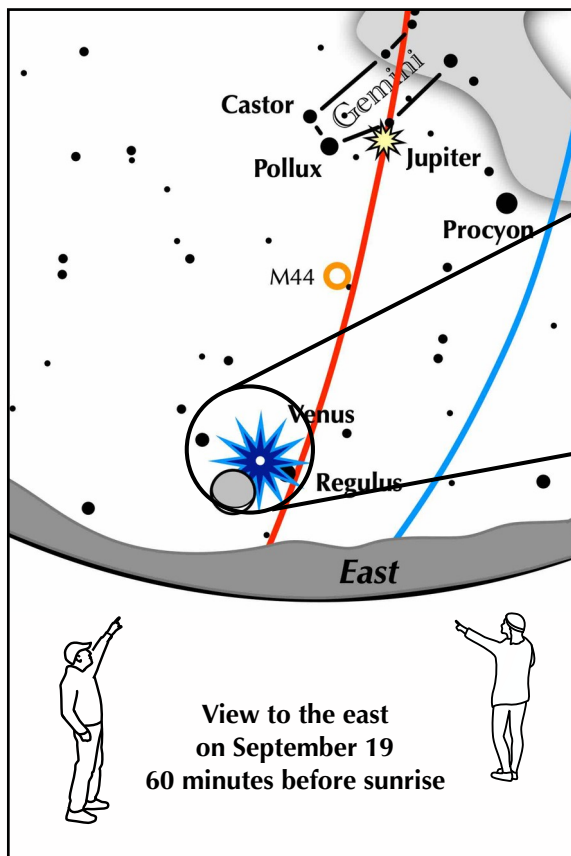 Gemini
Castor
Pollux
Jupiter
Procyon
M44
Venus
Regulus
East
View to the east
on September 19
60 minutes before sunrise